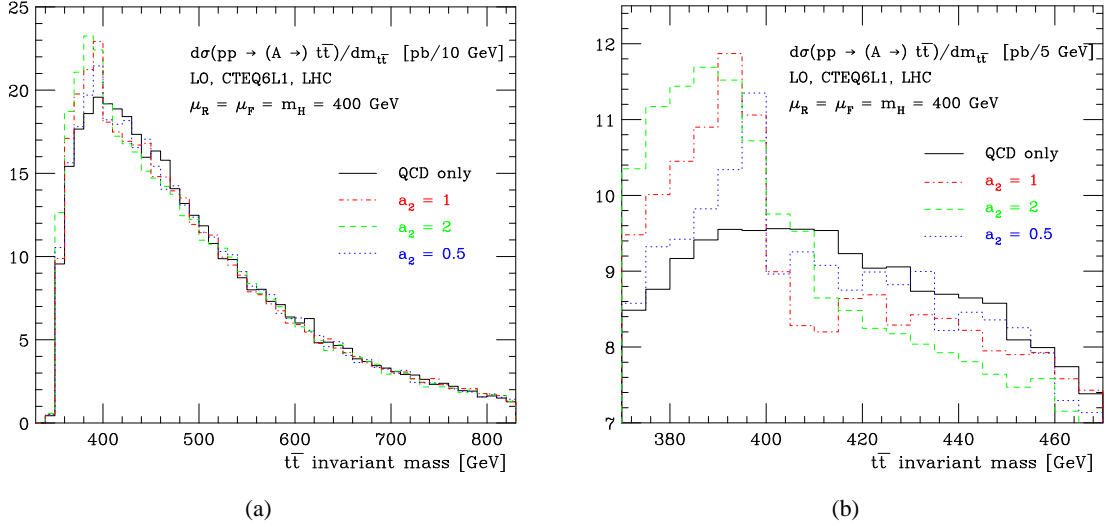 25
20
15
10
5
0
dσ(pp → (A →) tt̅)/dm_tt̅ [pb/10 GeV]
LO, CTEQ6L1, LHC
μ_R = μ_F = m_H = 400 GeV
QCD only
a_2 = 1
a_2 = 2
a_2 = 0.5
400 500 600 700 800
tt̅ invariant mass [GeV]
(a)
12
11
10
9
8
7
dσ(pp → (A →) tt̅)/dm_tt̅ [pb/5 GeV]
LO, CTEQ6L1, LHC
μ_R = μ_F = m_H = 400 GeV
QCD only
a_2 = 1
a_2 = 2
a_2 = 0.5
380 400 420 440 460
tt̅ invariant mass [GeV]
(b)